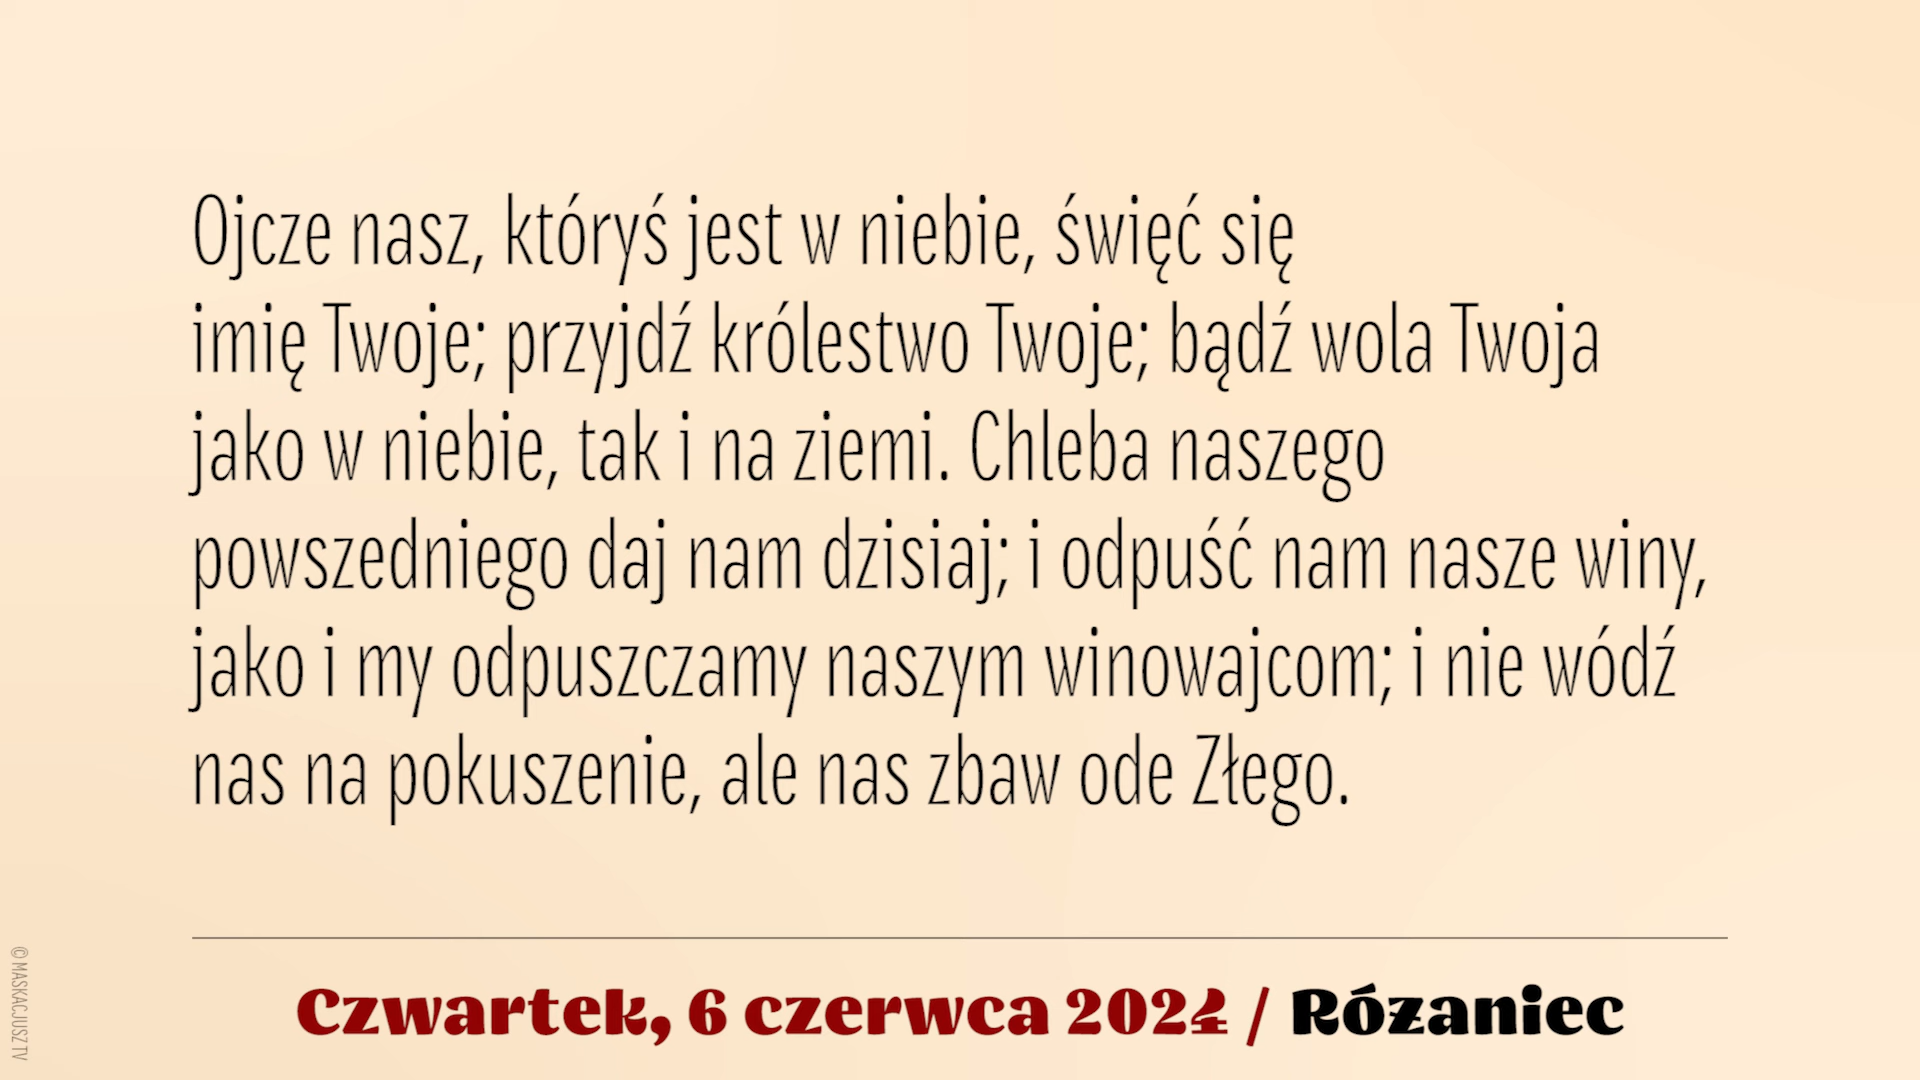 Ojcze nasz, któryś jest w niebie, święć się
imię Twoje; przyjdź królestwo Twoje; bądź wola Twoja
jako w niebie, tak i na ziemi. Chleba naszego
powszedniego daj nam dzisiaj; i odpuść nam nasze winy,
jako i my odpuszczamy naszym winowajcom; i nie wódź
nas na pokuszenie, ale nas zbaw ode Złego.
Czwartek, 6 czerwca 2024 / Różaniec
© MASKACJUSZ TV